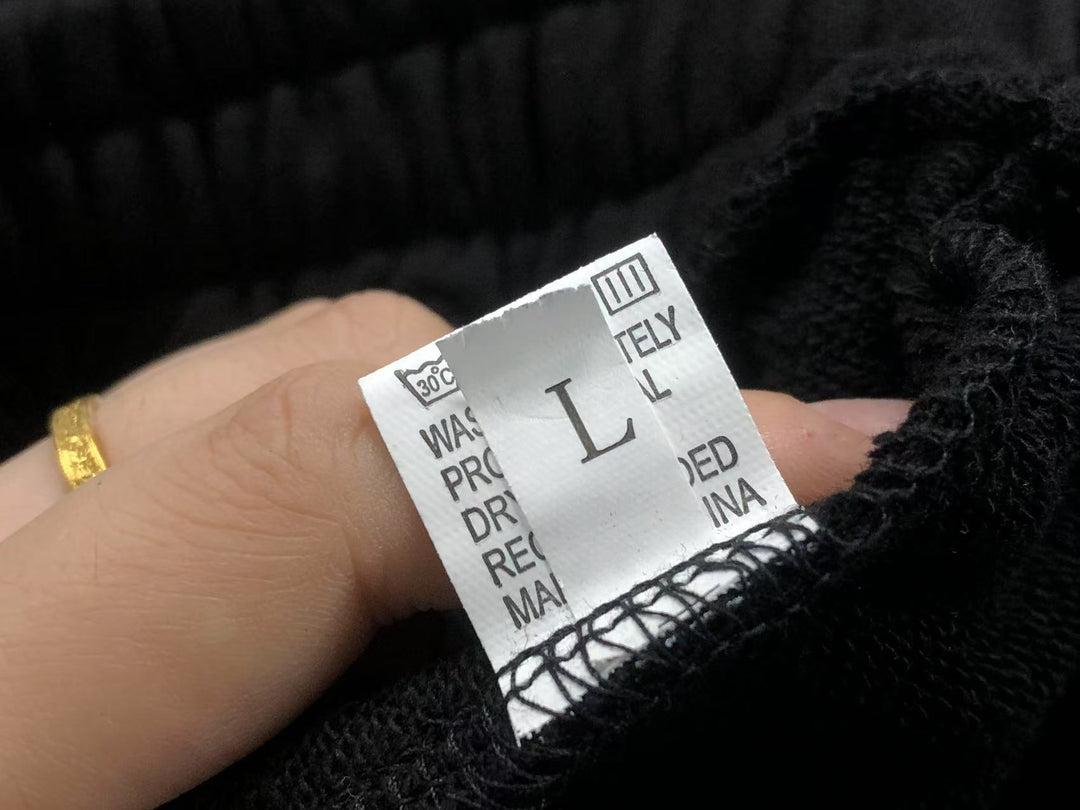 30°C
L
WAS TELY
PRO AL
DRY
REC DED
MA INA